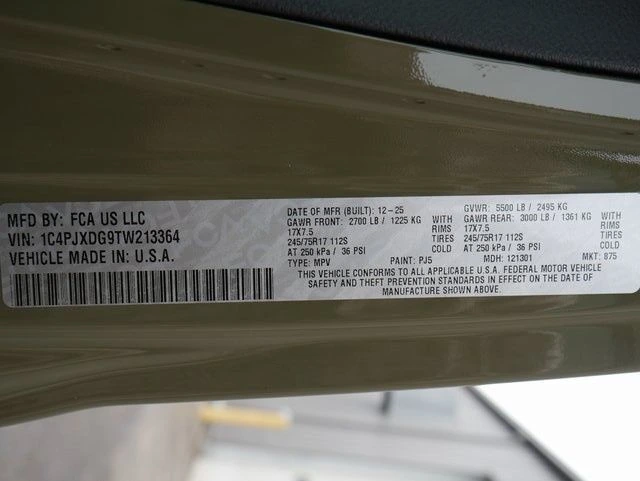 MFD BY: FCA US LLC
VIN: 1C4PJXDG9TW213364
VEHICLE MADE IN: U.S.A.
DATE OF MFR (BUILT): 12-25
GVWR: 5500 LB / 2495 KG
GAWR FRONT: 2700 LB / 1225 KG WITH
17X7.5 RIMS
245/75R17 112S TIRES
AT 250 kPa / 36 PSI
GAWR REAR: 3000 LB / 1361 KG WITH
17X7.5 RIMS
245/75R17 112S TIRES
AT 250 kPa / 36 PSI
TYPE: MPV PAINT: PJ5 MDH: 121301 MKT: 875
THIS VEHICLE CONFORMS TO ALL APPLICABLE U.S.A. FEDERAL MOTOR VEHICLE
SAFETY AND THEFT PREVENTION STANDARDS IN EFFECT ON THE DATE OF
MANUFACTURE SHOWN ABOVE.